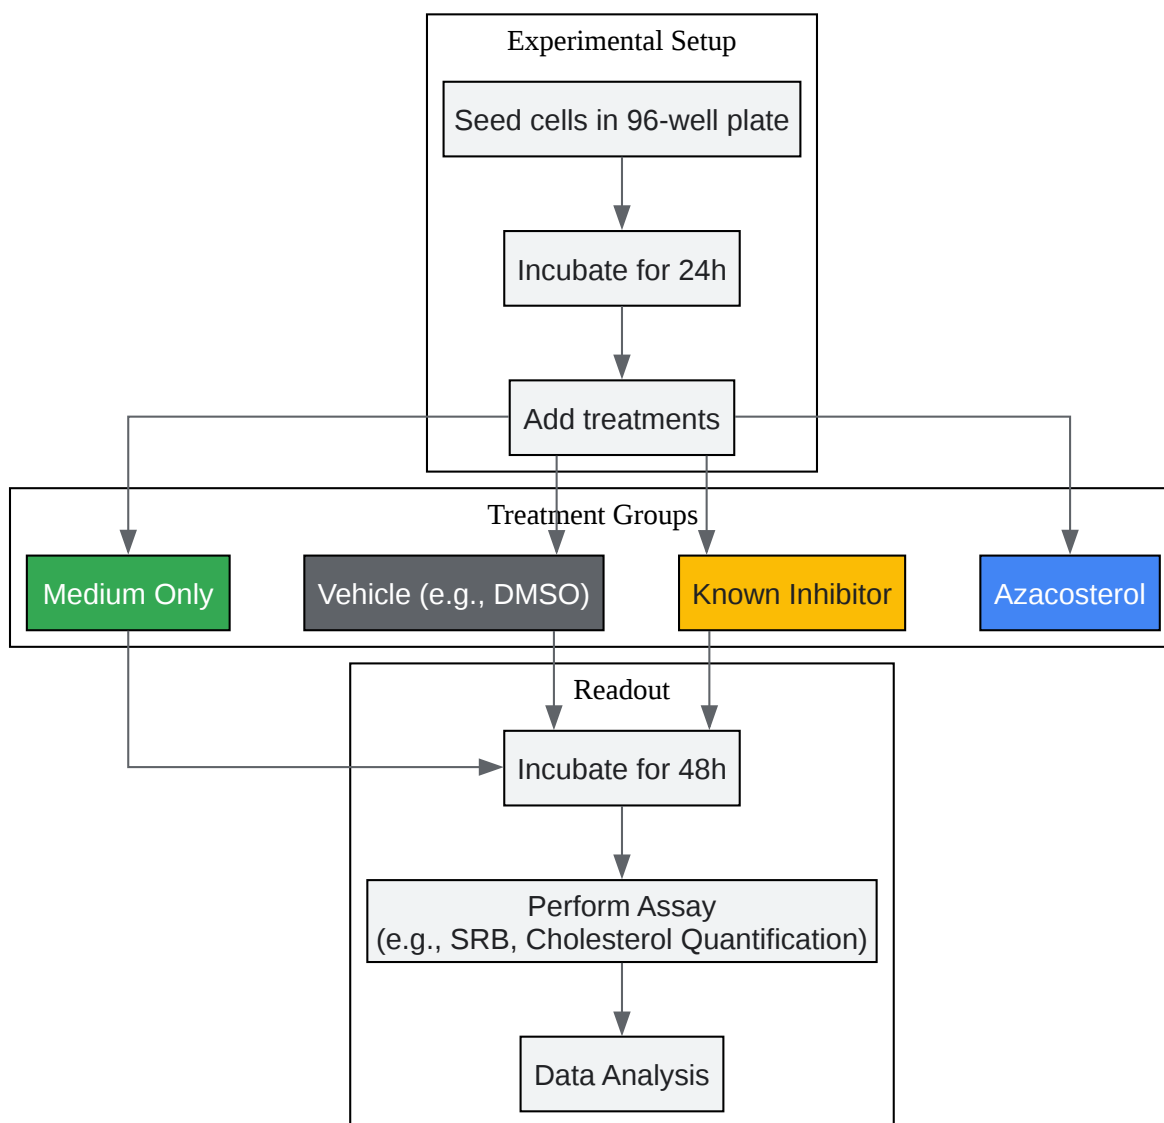 Experimental Setup
Seed cells in 96-well plate
Incubate for 24h
Add treatments
Treatment Groups
Medium Only
Vehicle (e.g., DMSO)
Known Inhibitor
Azacosterol
Readout
Incubate for 48h
Perform Assay
(e.g., SRB, Cholesterol Quantification)
Data Analysis